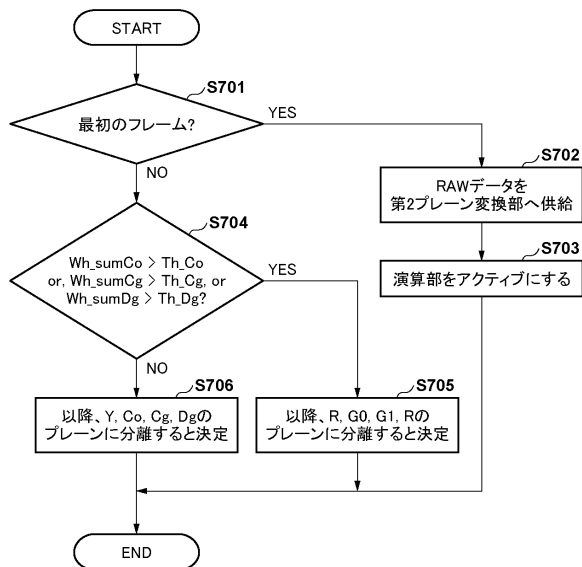 START
S701
最初のフレーム?
YES
NO
S702
RAWデータを
第2プレーン変換部へ供給
S703
演算部をアクティブにする
S704
Wh_sumCo > Th_Co
or, Wh_sumCg > Th_Cg, or
Wh_sumDg > Th_Dg?
YES
NO
S706
以降、Y, Co, Cg, Dgの
プレーンに分離すると決定
S705
以降、R, G0, G1, Rの
プレーンに分離すると決定
END